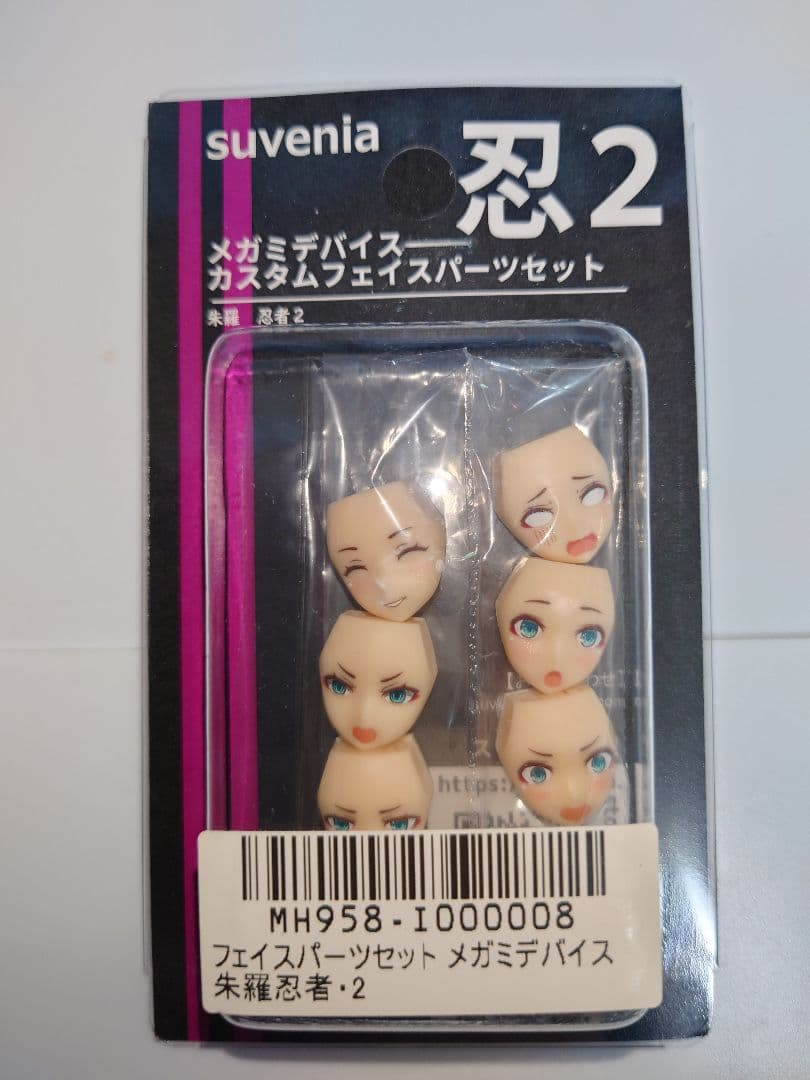 suvenia
忍2
メガミデバイス──
カスタムフェイスパーツセット
朱羅 忍者2
https:/
MH958-I000008
フェイスパーツセット メガミデバイス
朱羅忍者・2